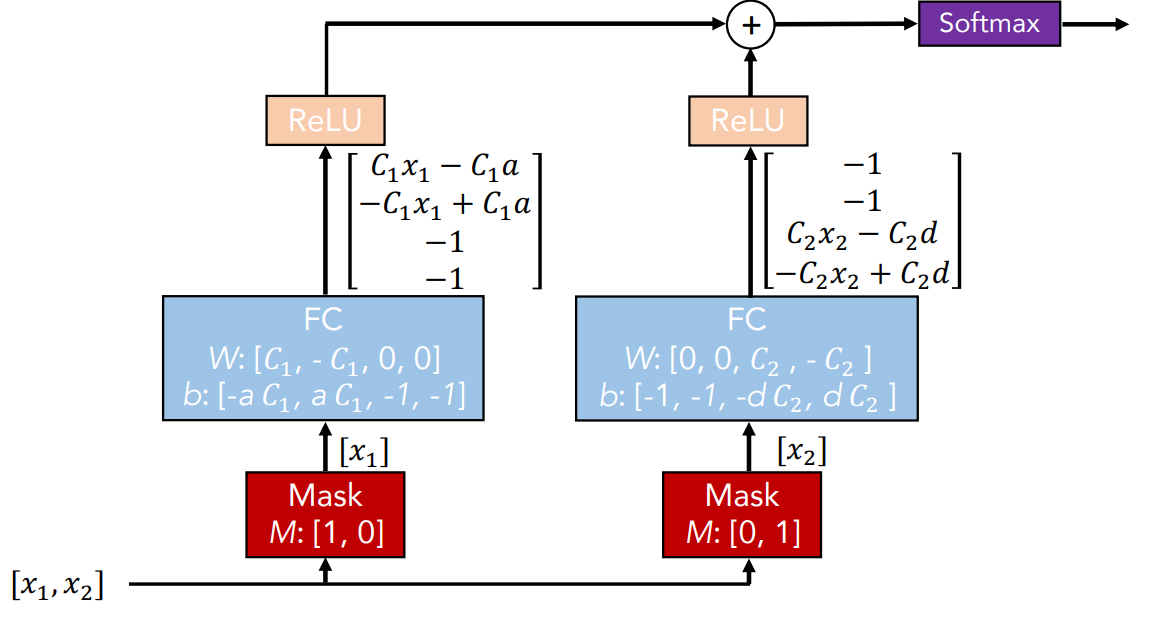 +
Softmax
ReLU
ReLU
C₁x₁ − C₁a
−C₁x₁ + C₁a
−1
−1
−1
−1
C₂x₂ − C₂d
−C₂x₂ + C₂d
FC
W: [C₁, - C₁, 0, 0]
b: [-a C₁, a C₁, -1, -1]
FC
W: [0, 0, C₂ , - C₂ ]
b: [-1, -1, -d C₂, d C₂ ]
[x₁]
[x₂]
Mask
M: [1, 0]
Mask
M: [0, 1]
[x₁, x₂]